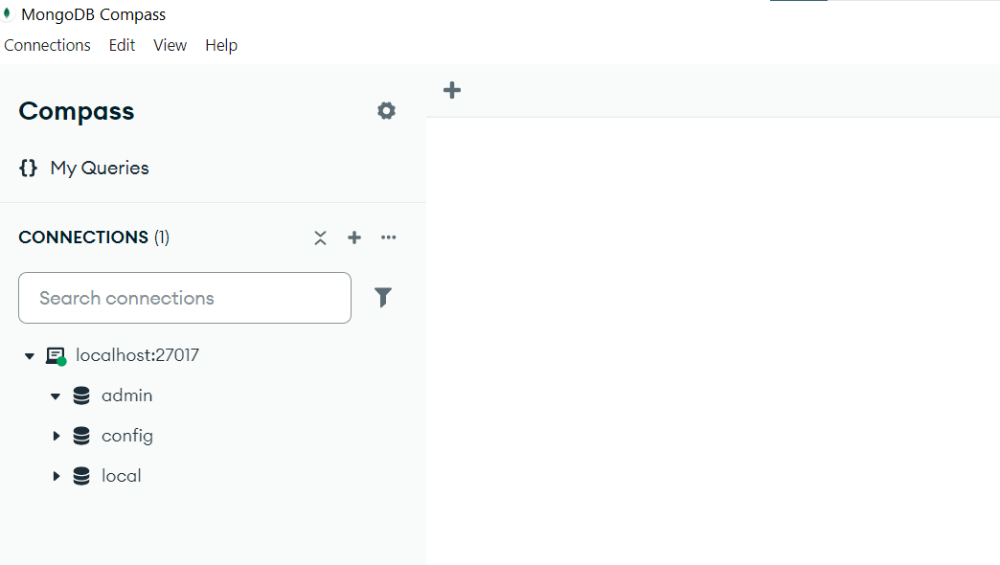 MongoDB Compass
Connections Edit View Help
Compass
My Queries
CONNECTIONS (1)
Search connections
localhost:27017
admin
config
local